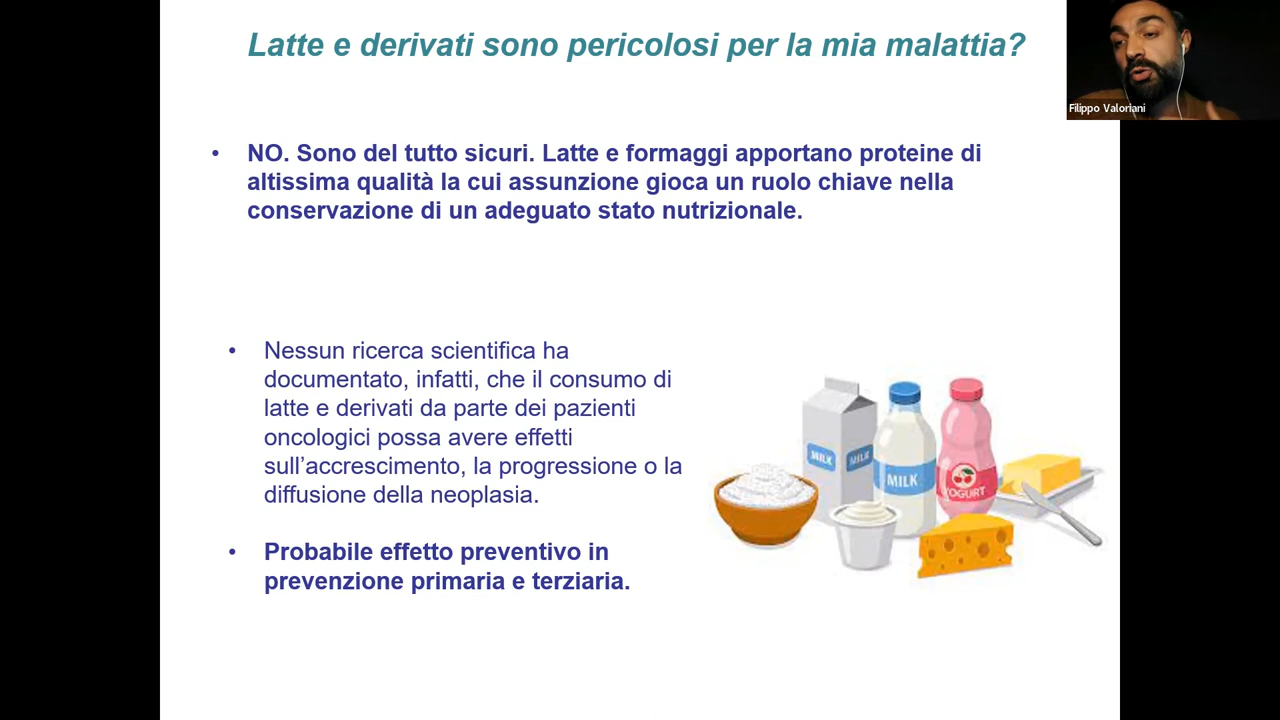 Latte e derivati sono pericolosi per la mia malattia?
Filippo Valoriani
• NO. Sono del tutto sicuri. Latte e formaggi apportano proteine di
altissima qualità la cui assunzione gioca un ruolo chiave nella
conservazione di un adeguato stato nutrizionale.
• Nessun ricerca scientifica ha
documentato, infatti, che il consumo di
latte e derivati da parte dei pazienti
oncologici possa avere effetti
sull'accrescimento, la progressione o la
diffusione della neoplasia.
• Probabile effetto preventivo in
prevenzione primaria e terziaria.
MILK
MILK
MILK
YOGURT